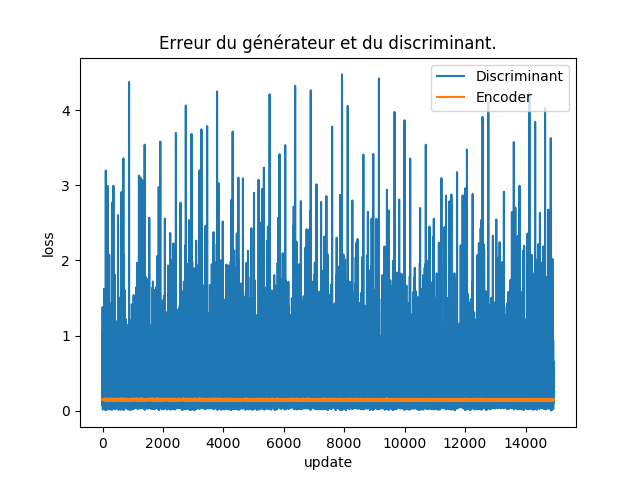 Erreur du générateur et du discriminant.
Discriminant
Encoder
loss
4
3
2
1
0
0 2000 4000 6000 8000 10000 12000 14000
update